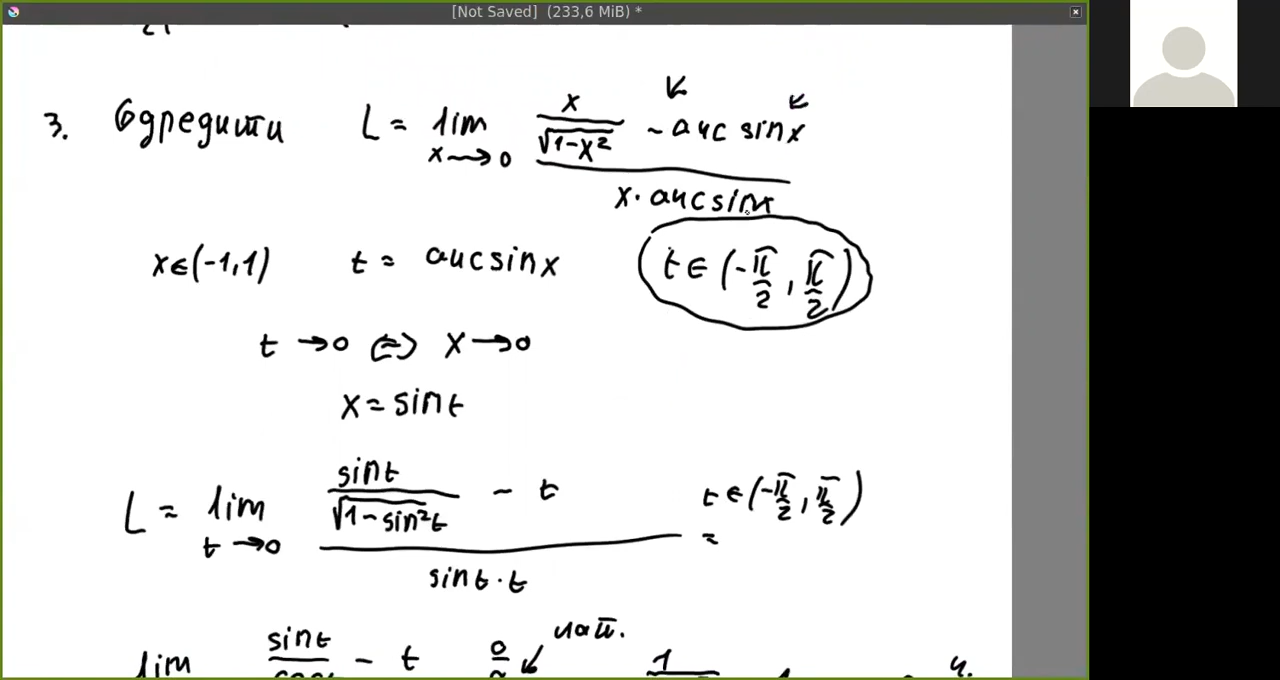 [Not Saved] (233,6 MiB) *
3. Одредити L = lim x→0 (x/√(1-x²) - arcsin x)/(x · arcsin x)
x∈(-1,1) t = arcsin x t∈(-π/2, π/2)
t→0 ⇔ x→0
x = sin t
L = lim t→0 (sin t/√(1-sin²t) - t)/(sin t · t) t∈(-π/2, π/2) =
лоп.
lim sin t - t 0 1